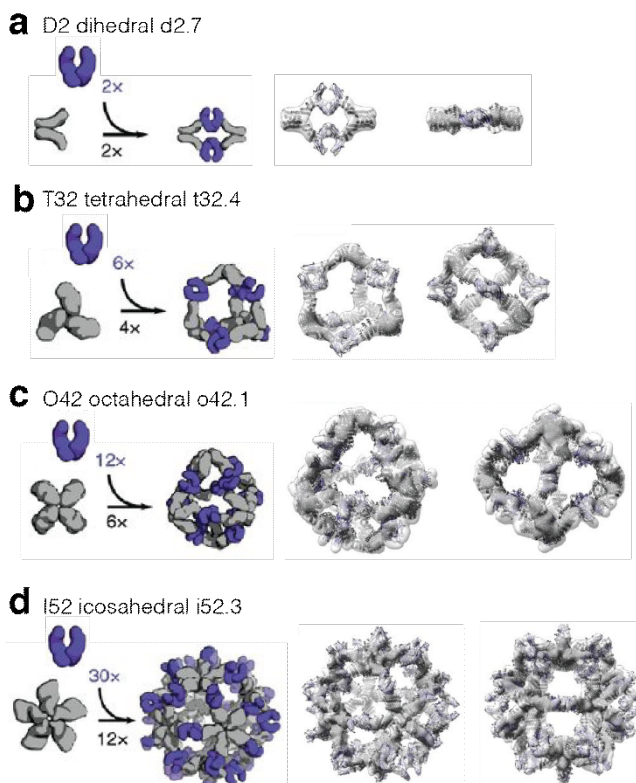 a D2 dihedral d2.7
2x
2x
b T32 tetrahedral t32.4
6x
4x
c O42 octahedral o42.1
12x
6x
d I52 icosahedral i52.3
30x
12x